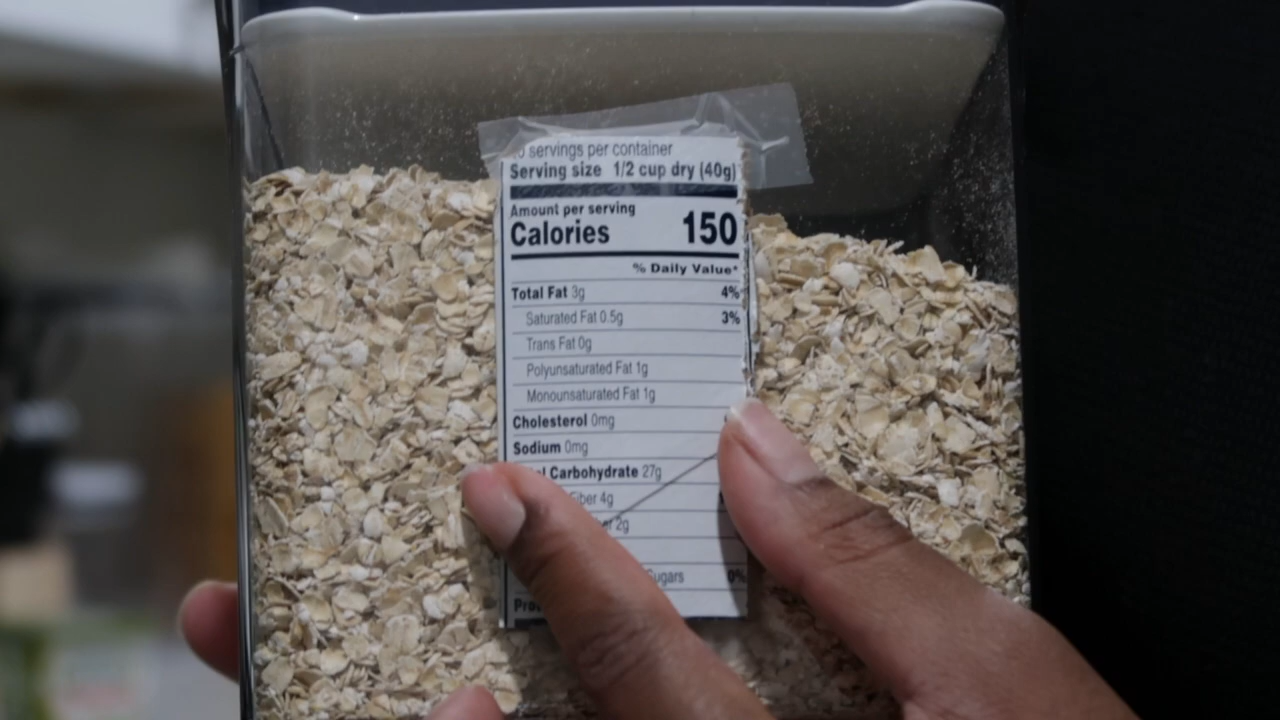 servings per container
Serving size 1/2 cup dry (40g)
Amount per serving
Calories 150
% Daily Value*
Total Fat 3g 4%
Saturated Fat 0.5g 3%
Trans Fat 0g
Polyunsaturated Fat 1g
Monounsaturated Fat 1g
Cholesterol 0mg
Sodium 0mg
Carbohydrate 27g
4g
2g
Sugars 0%